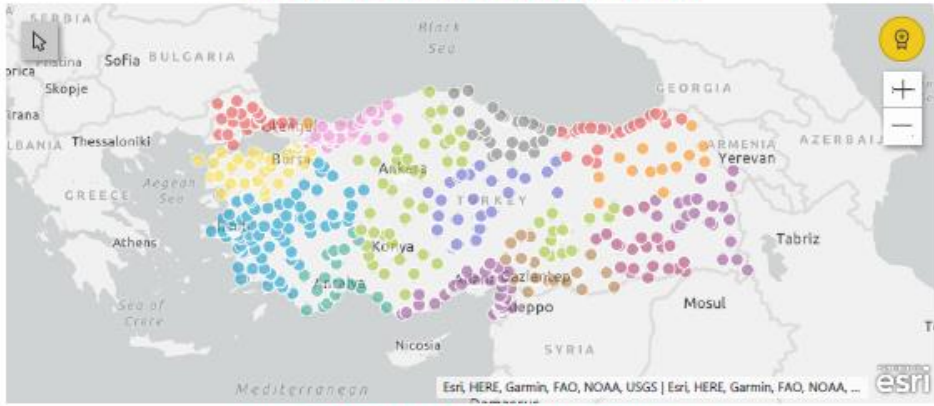 SERBIA
Black
Sea
Sofia
BULGARIA
Skopje
GEORGIA
Thessaloniki
ARMENIA
AZERBAIJ
Yerevan
Bursa
Ankara
Aegean
Sea
GREECE
TURKEY
Athens
Konya
Tabriz
Antalya
Gaziantep
Sea of
Crete
Mosul
Nicosia
SYRIA
Mediterranean
Esri, HERE, Garmin, FAO, NOAA, USGS | Esri, HERE, Garmin, FAO, NOAA, ...
esri